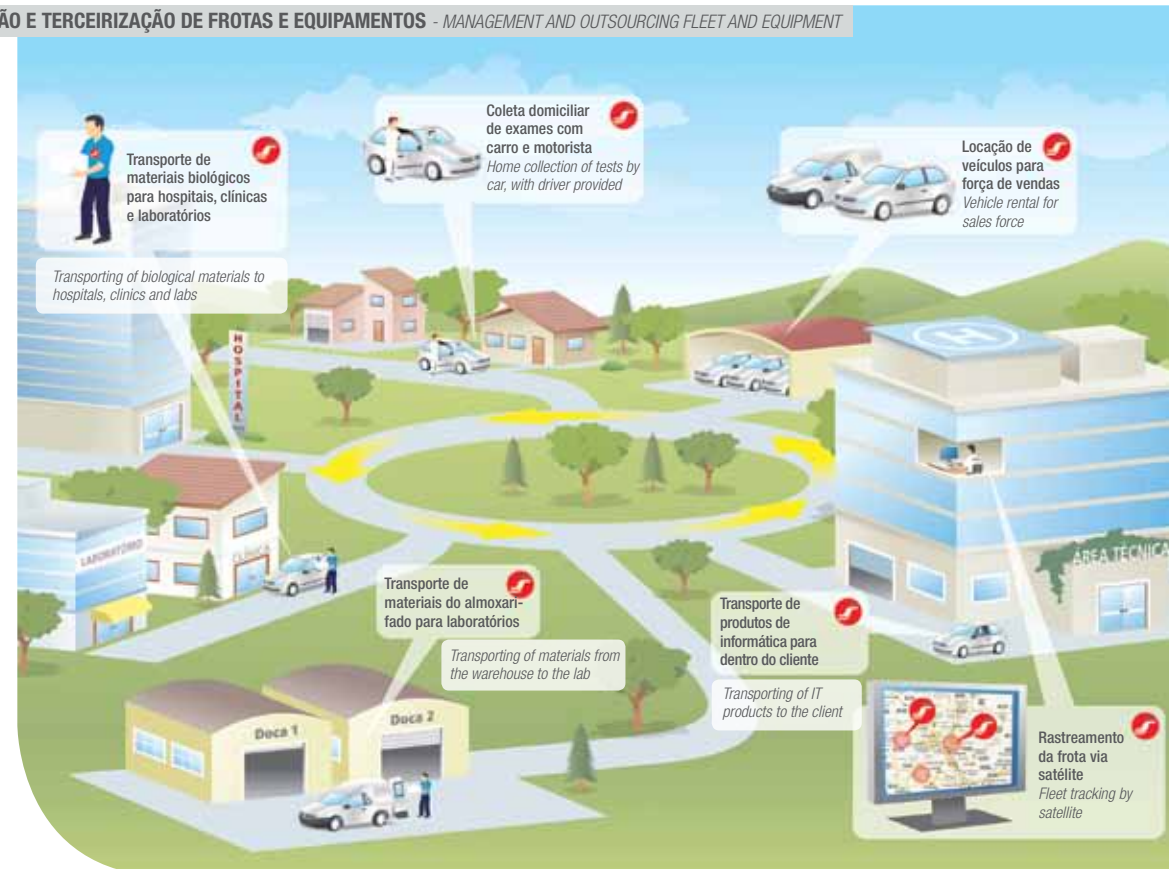 ÃO E TERCEIRIZAÇÃO DE FROTAS E EQUIPAMENTOS - MANAGEMENT AND OUTSOURCING FLEET AND EQUIPMENT
Transporte de
materiais biológicos
para hospitais, clínicas
e laboratórios
Transporting of biological materials to
hospitals, clinics and labs
Coleta domiciliar
de exames com
carro e motorista
Home collection of tests by
car, with driver provided
Locação de
veículos para
força de vendas
Vehicle rental for
sales force
HOSPITAL
H
LABORATÓRIO
CLÍNICA
ÁREA TÉCNICA
Transporte de
materiais do almoxari-
fado para laboratórios
Transporting of materials from
the warehouse to the lab
Doca 1
Doca 2
Transporte de
produtos de
informática para
dentro do cliente
Transporting of IT
products to the client
Rastreamento
da frota via
satélite
Fleet tracking by
satellite